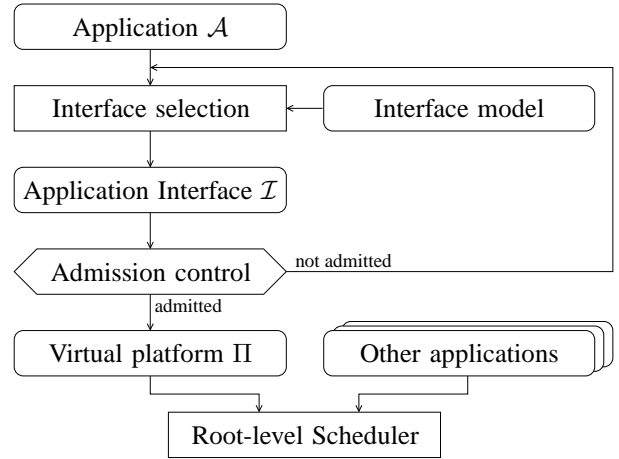 Application 𝒜
Interface selection
Interface model
Application Interface ℐ
Admission control
not admitted
admitted
Virtual platform Π
Other applications
Root-level Scheduler